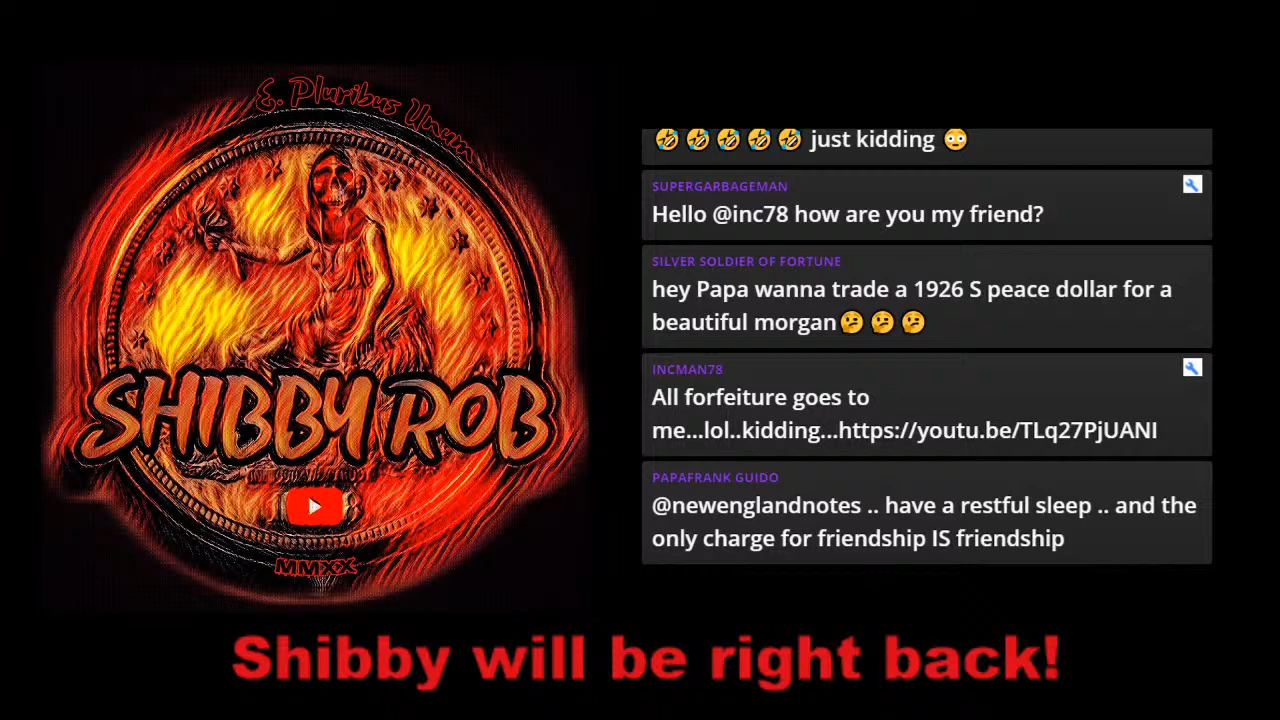 E. Pluribus Unum
SHIBBY ROB
MMXX
🤣🤣🤣🤣🤣 just kidding 😳
SUPERGARBAGEMAN
Hello @inc78 how are you my friend?
SILVER SOLDIER OF FORTUNE
hey Papa wanna trade a 1926 S peace dollar for a
beautiful morgan🤔🤔🤔
INCMAN78
All forfeiture goes to
me...lol..kidding...https://youtu.be/TLq27PjUANI
PAPAFRANK GUIDO
@newenglandnotes .. have a restful sleep .. and the
only charge for friendship IS friendship
Shibby will be right back!